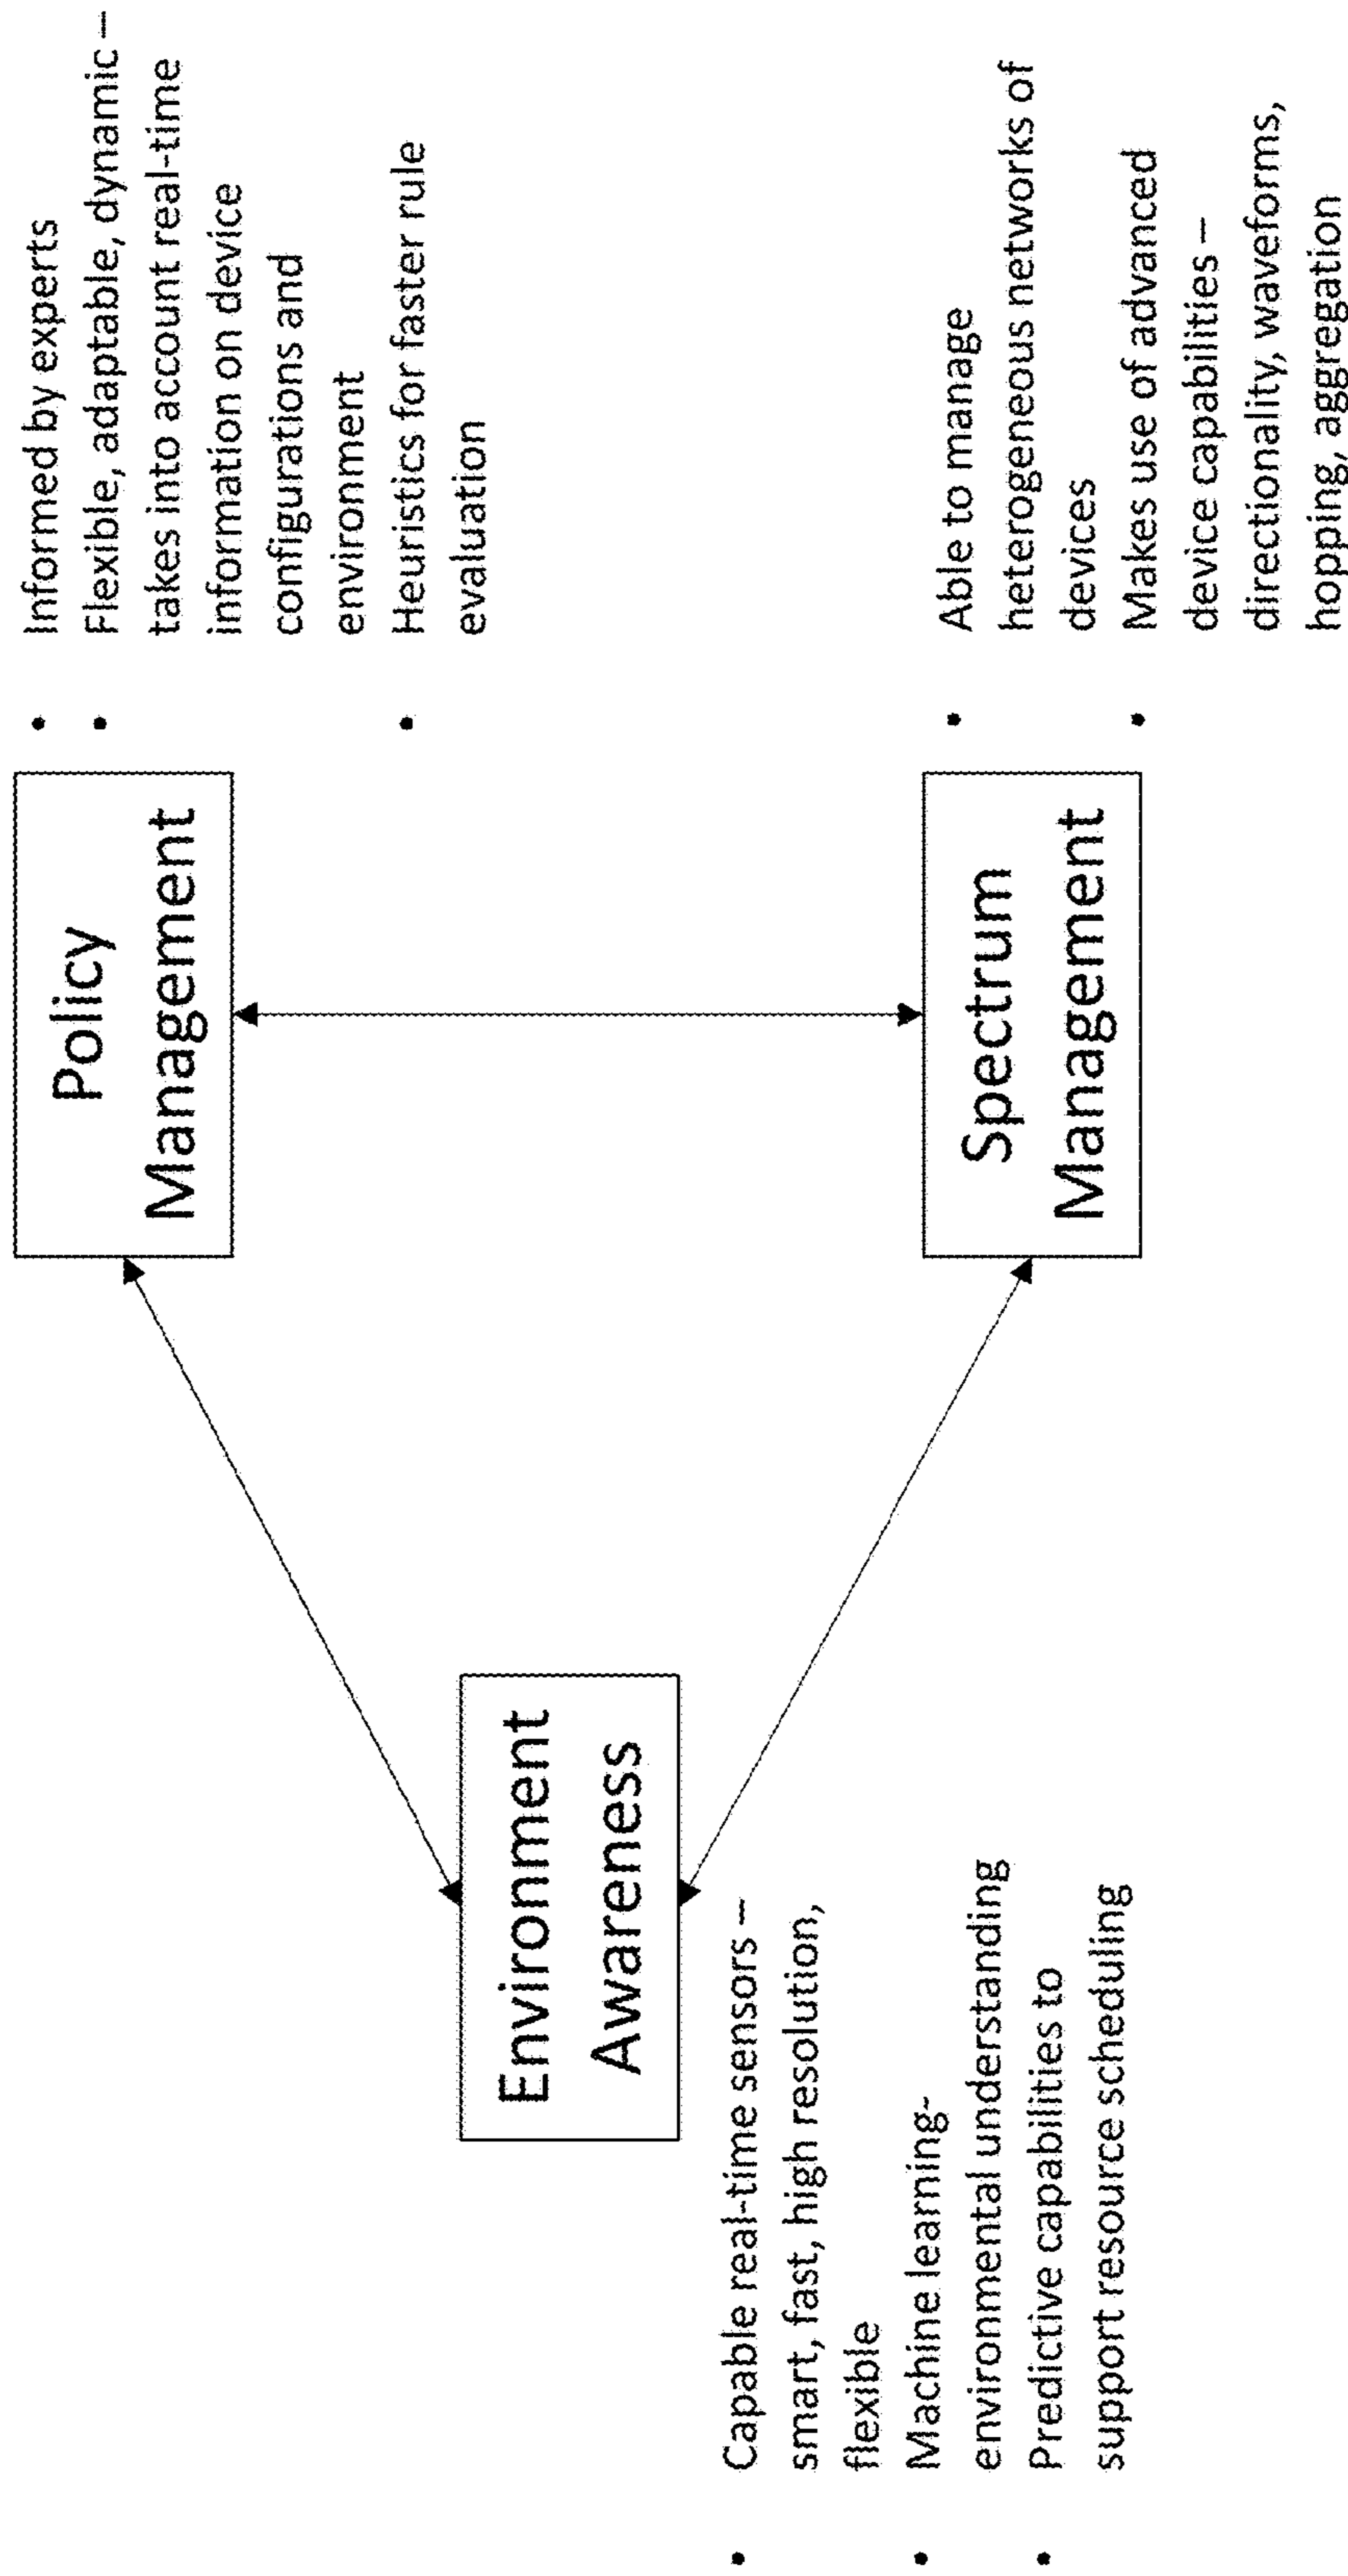 Policy
Management
• Informed by experts
• Flexible, adaptable, dynamic –
takes into account real-time
information on device
configurations and
environment
• Heuristics for faster rule
evaluation
Environment
Awareness
• Capable real-time sensors –
smart, fast, high resolution,
flexible
• Machine learning-
environmental understanding
• Predictive capabilities to
support resource scheduling
Spectrum
Management
• Able to manage
heterogeneous networks of
devices
• Makes use of advanced
device capabilities –
directionality, waveforms,
hopping, aggregation